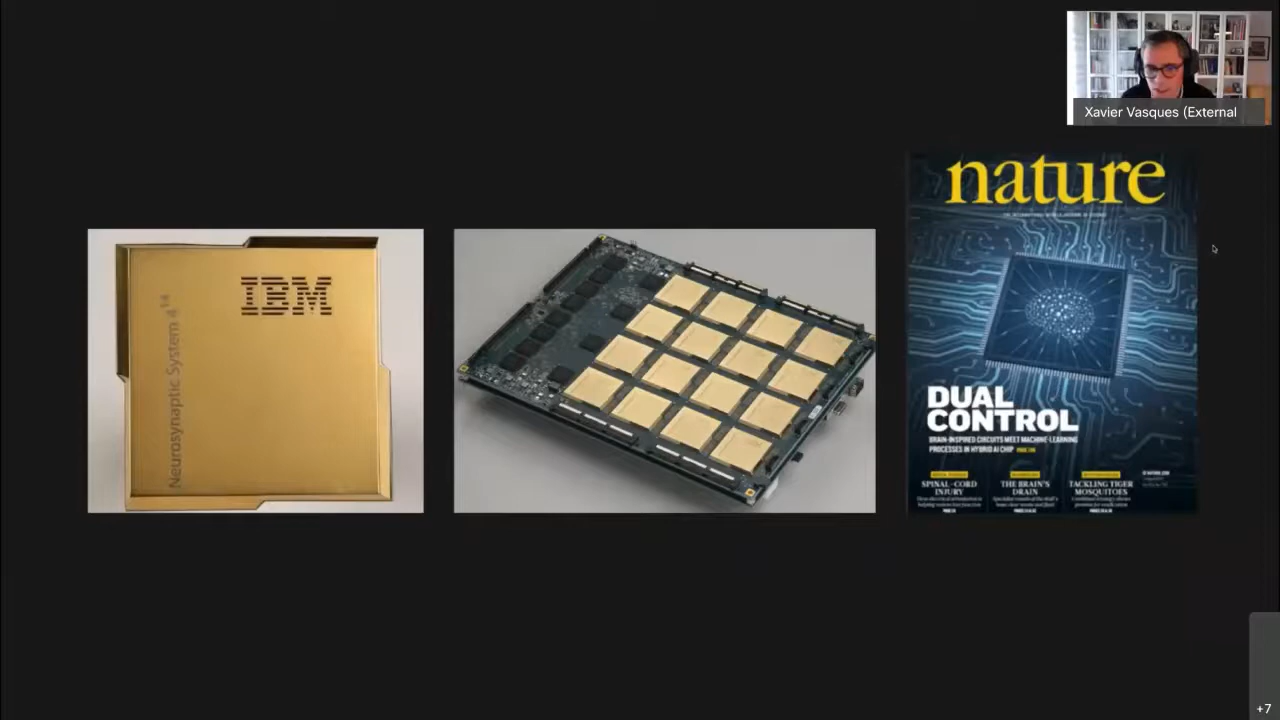 Xavier Vasques (External
IBM
Neurosynaptic System 4¹⁴
nature
DUAL
CONTROL
BRAIN-INSPIRED CIRCUITS MEET MACHINE-LEARNING
PROCESSES IN HYBRID AI CHIP
SPINAL-CORD
INJURY
THE BRAIN'S
DRAIN
TACKLING TIGER
MOSQUITOES
+7